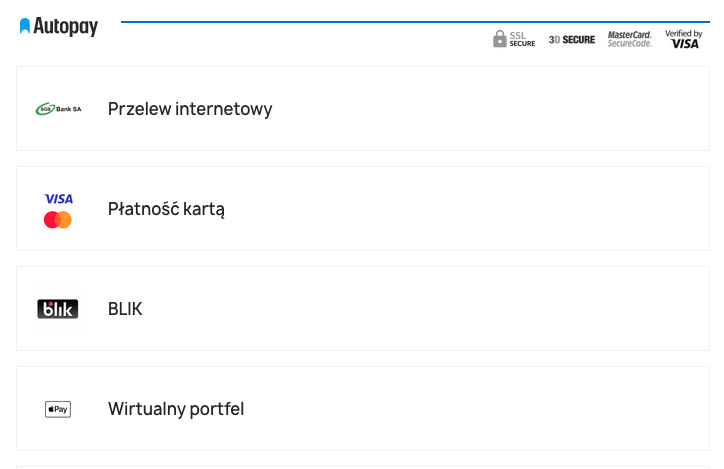 Autopay
SSL
SECURE
3D SECURE
MasterCard.
SecureCode.
Verified by
VISA
SGB Bank SA
Przelew internetowy
VISA
Płatność kartą
blik
BLIK
Pay
Wirtualny portfel